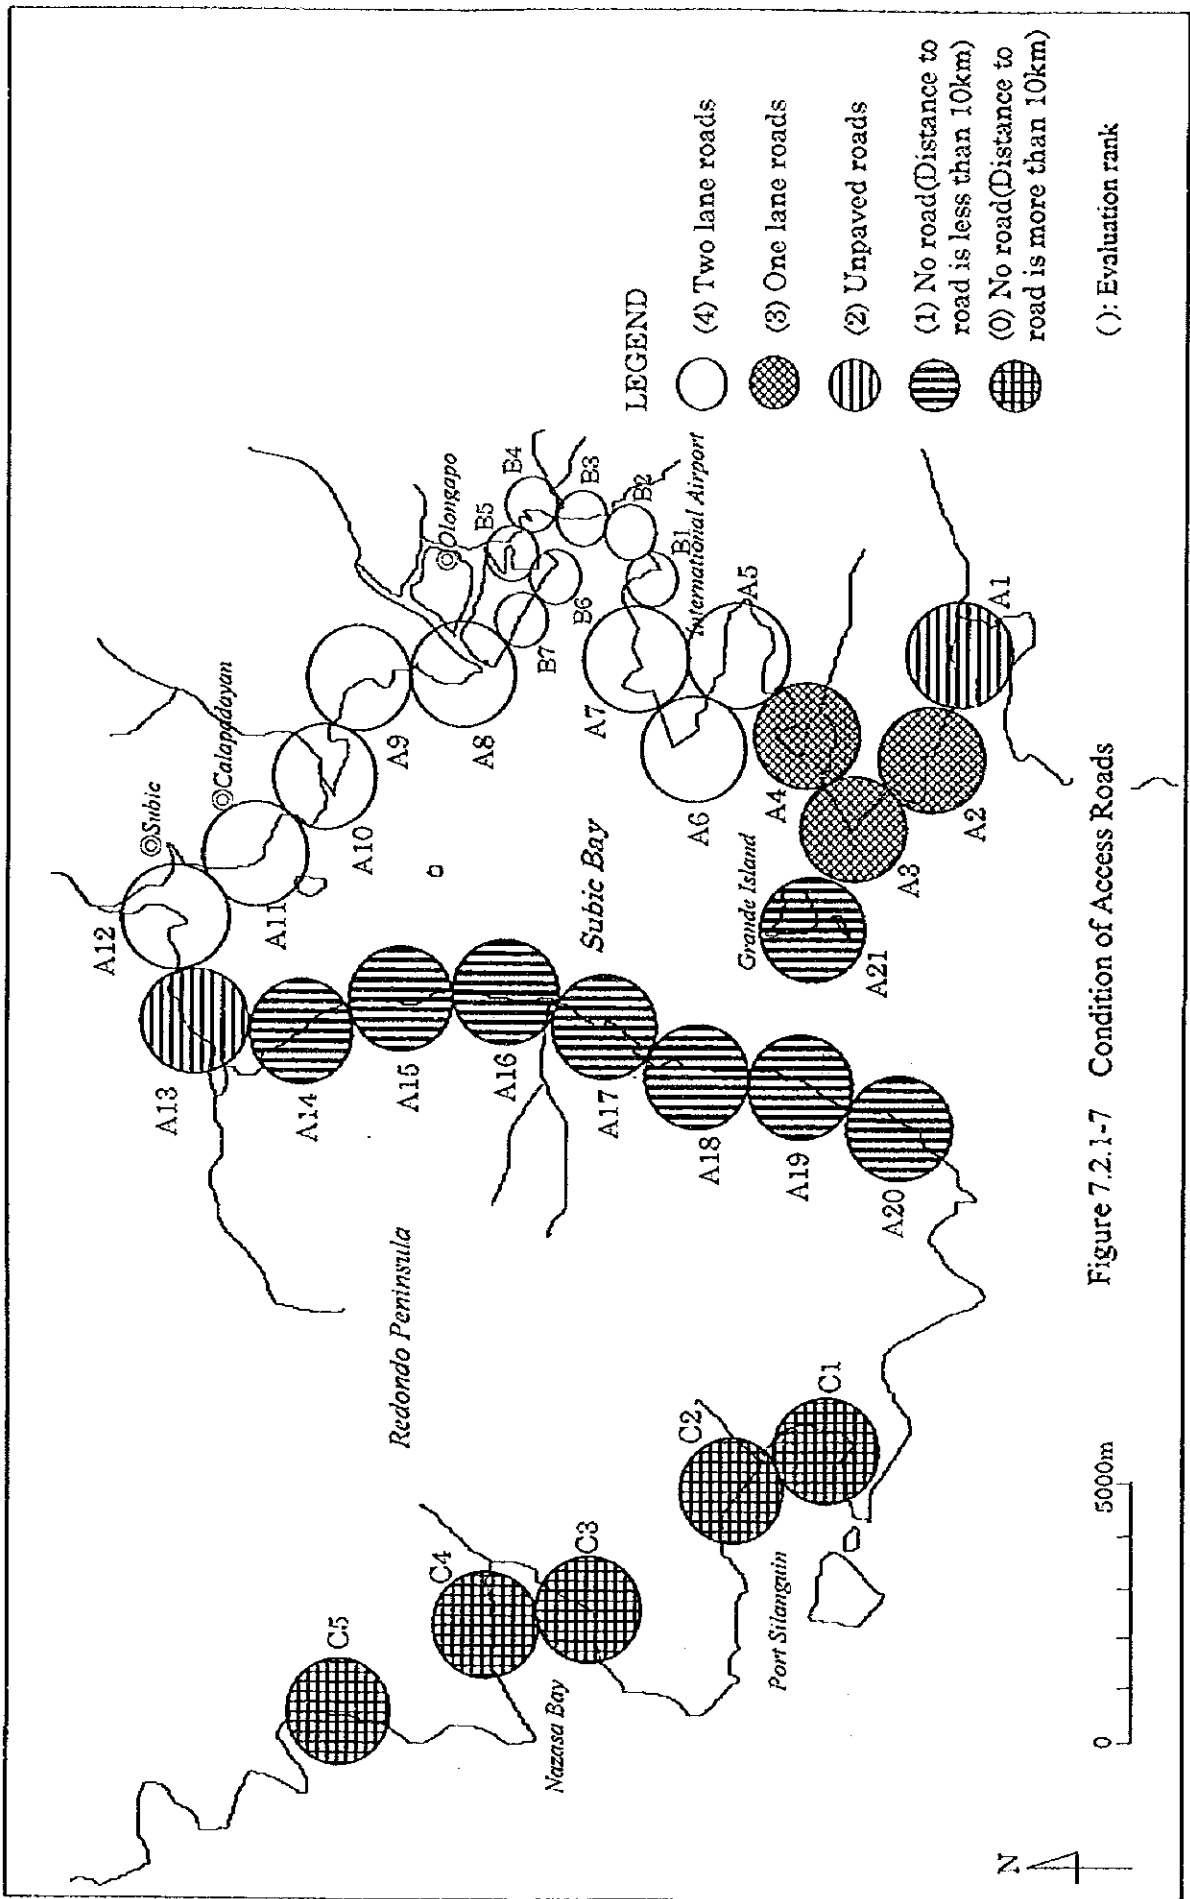 Subic
Calapadayan
Olongapo
A12
A11
A10
A9
A8
A13
A14
A15
A16
A17
A18
A19
A20
B5
B4
B3
B2
B1
B6
B7
International Airport
A7
A6
A5
A4
A3
A2
A1
Subic Bay
Grande Island
A21
Redondo Peninsula
C5
C4
C3
C2
C1
Nazasa Bay
Port Silanguin
LEGEND
(4) Two lane roads
(3) One lane roads
(2) Unpaved roads
(1) No road(Distance to
road is less than 10km)
(0) No road(Distance to
road is more than 10km)
( ): Evaluation rank
N
0 5000m
Figure 7.2.1-7 Condition of Access Roads